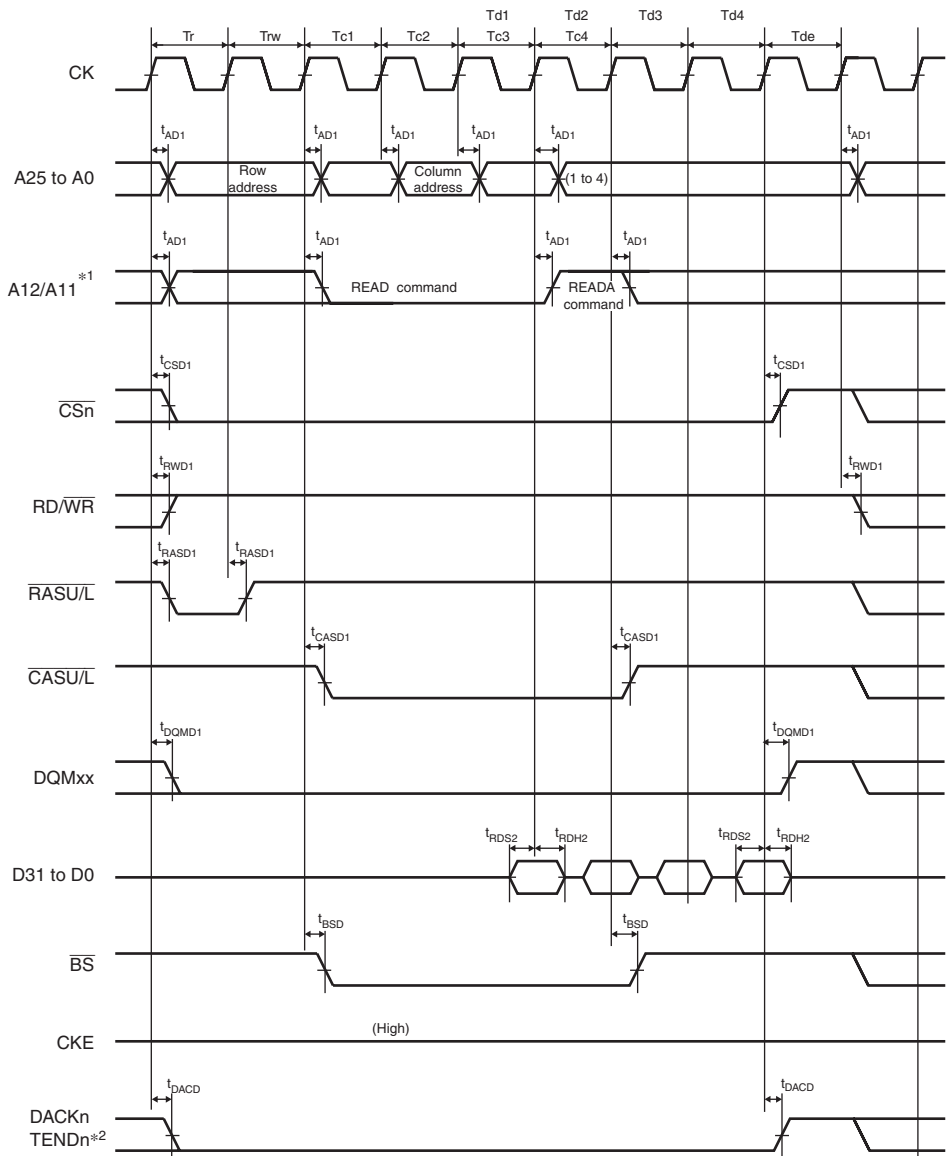 Td1 Td2 Td3 Td4
Tr Trw Tc1 Tc2 Tc3 Tc4 Tde
CK
tAD1 tAD1 tAD1 tAD1 tAD1 tAD1
A25 to A0 Row address Column address (1 to 4)
tAD1 tAD1 tAD1 tAD1
A12/A11*1 READ command READA command
tCSD1 tCSD1
CSn
tRWD1 tRWD1
RD/WR
tRASD1 tRASD1
RASU/L
tCASD1 tCASD1
CASU/L
tDQMD1 tDQMD1
DQMxx
tRDS2 tRDH2 tRDS2 tRDH2
D31 to D0
tBSD tBSD
BS
(High)
CKE
tDACD tDACD
DACKn
TENDn*2